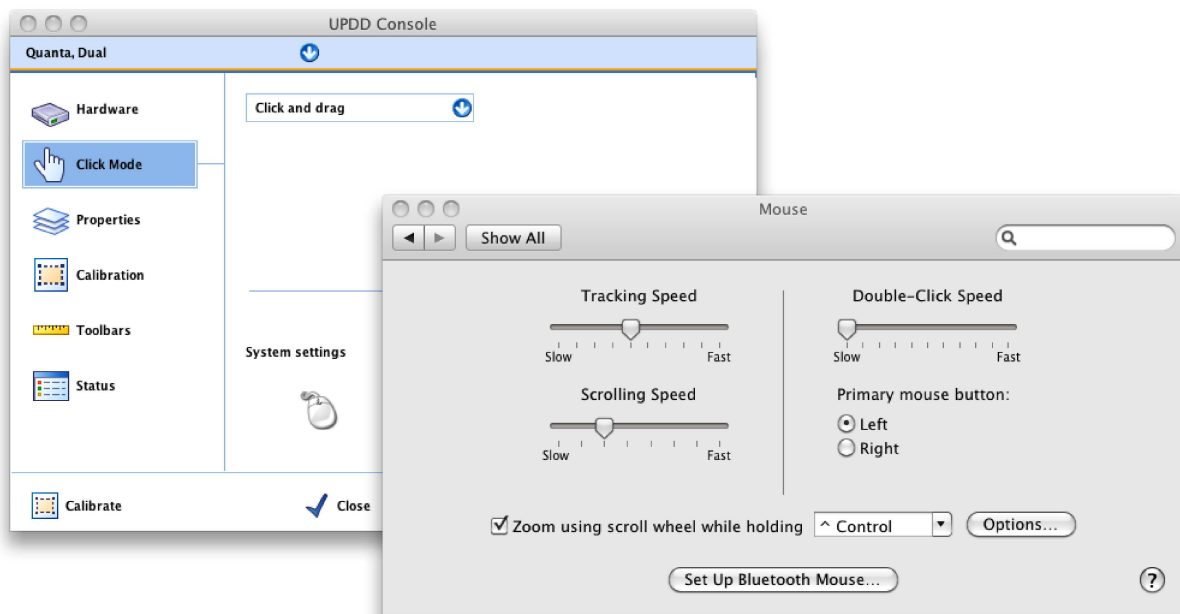 UPDD Console
Quanta, Dual
Hardware
Click and drag
Click Mode
Properties
Calibration
Toolbars
System settings
Status
Calibrate
Close
Mouse
Show All
Tracking Speed
Slow Fast
Scrolling Speed
Slow Fast
Double-Click Speed
Slow Fast
Primary mouse button:
Left
Right
Zoom using scroll wheel while holding ^ Control Options...
Set Up Bluetooth Mouse...
?